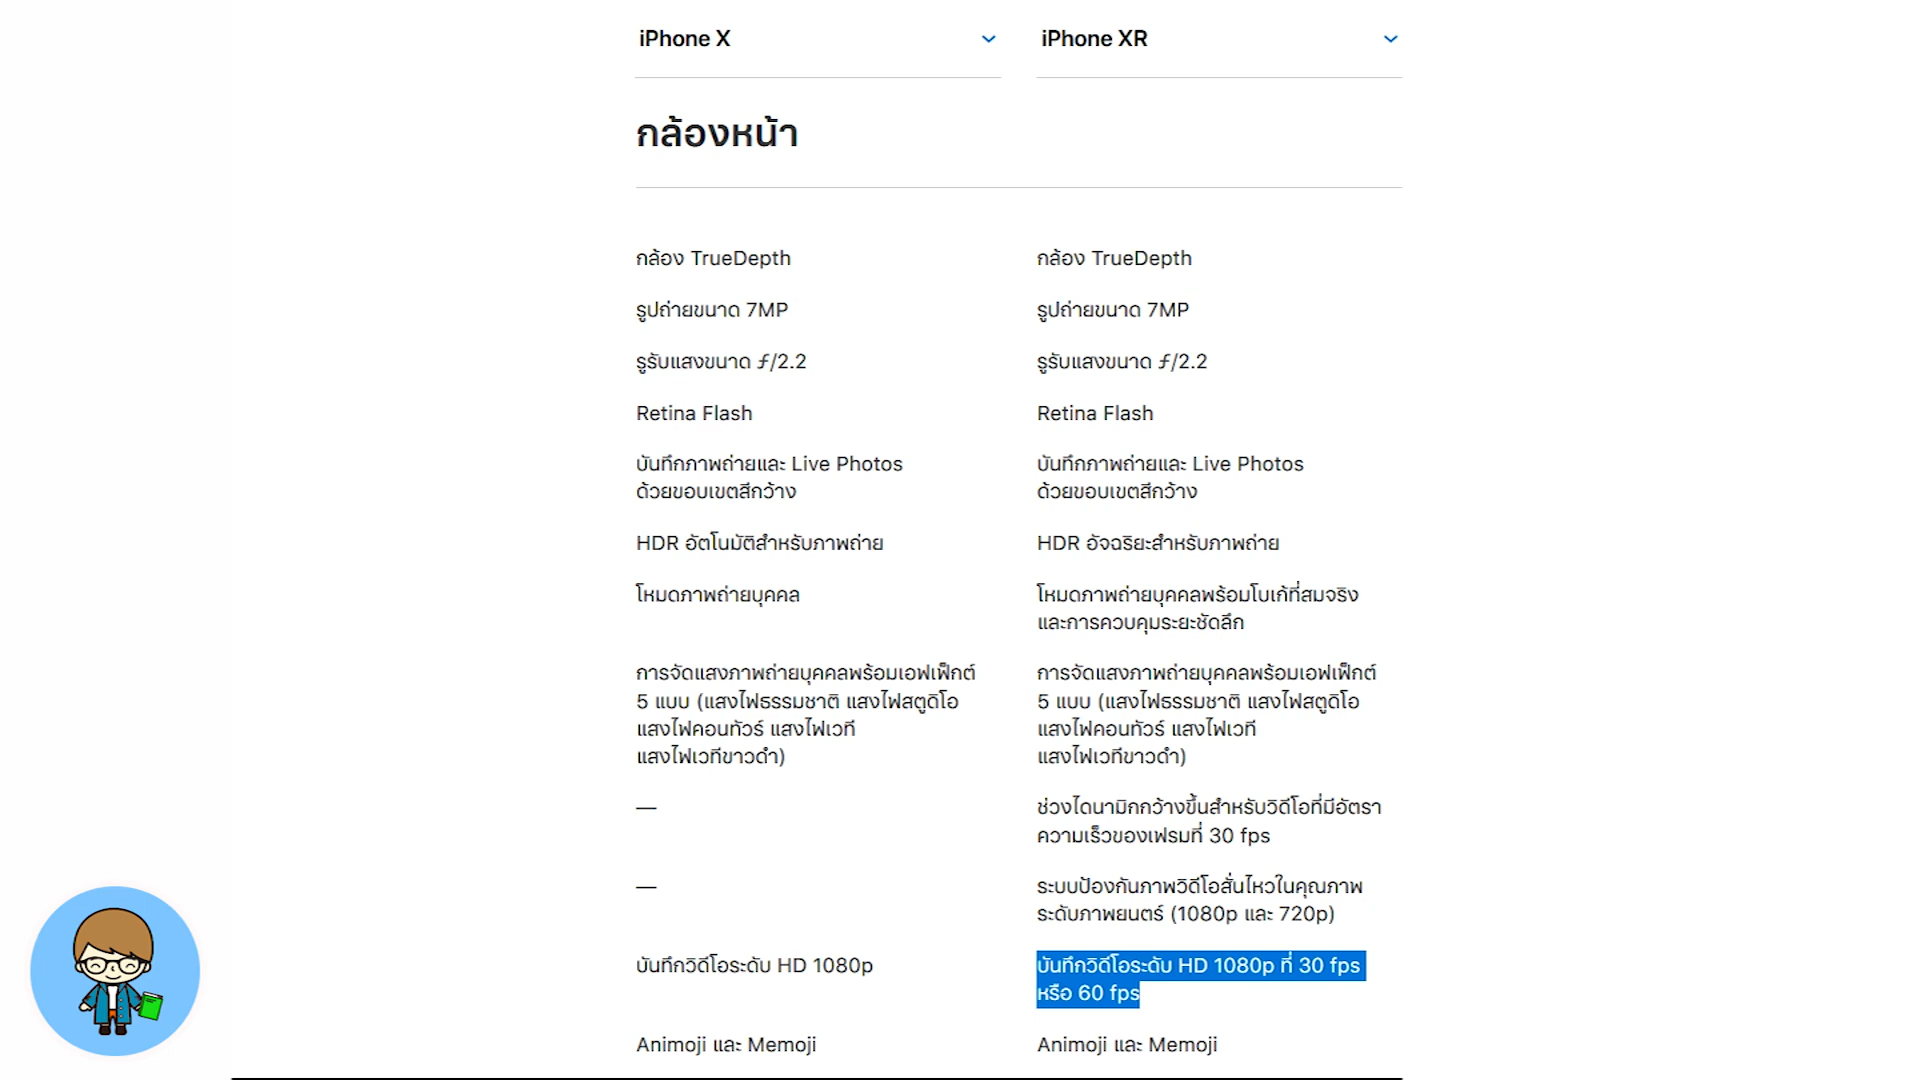 iPhone X
iPhone XR
กล้องหน้า
กล้อง TrueDepth
กล้อง TrueDepth
รูปถ่ายขนาด 7MP
รูปถ่ายขนาด 7MP
รูรับแสงขนาด ƒ/2.2
รูรับแสงขนาด ƒ/2.2
Retina Flash
Retina Flash
บันทึกภาพถ่ายและ Live Photos
ด้วยขอบเขตสีกว้าง
บันทึกภาพถ่ายและ Live Photos
ด้วยขอบเขตสีกว้าง
HDR อัตโนมัติสำหรับภาพถ่าย
HDR อัจฉริยะสำหรับภาพถ่าย
โหมดภาพถ่ายบุคคล
โหมดภาพถ่ายบุคคลพร้อมโบเก้ที่สมจริง
และการควบคุมระยะชัดลึก
การจัดแสงภาพถ่ายบุคคลพร้อมเอฟเฟ็กต์
5 แบบ (แสงไฟธรรมชาติ แสงไฟสตูดิโอ
แสงไฟคอนทัวร์ แสงไฟเวที
แสงไฟเวทีขาวดำ)
การจัดแสงภาพถ่ายบุคคลพร้อมเอฟเฟ็กต์
5 แบบ (แสงไฟธรรมชาติ แสงไฟสตูดิโอ
แสงไฟคอนทัวร์ แสงไฟเวที
แสงไฟเวทีขาวดำ)
—
ช่วงไดนามิกกว้างขึ้นสำหรับวิดีโอที่มีอัตรา
ความเร็วของเฟรมที่ 30 fps
—
ระบบป้องกันภาพวิดีโอสั่นไหวในคุณภาพ
ระดับภาพยนตร์ (1080p และ 720p)
บันทึกวิดีโอระดับ HD 1080p
บันทึกวิดีโอระดับ HD 1080p ที่ 30 fps
หรือ 60 fps
Animoji และ Memoji
Animoji และ Memoji